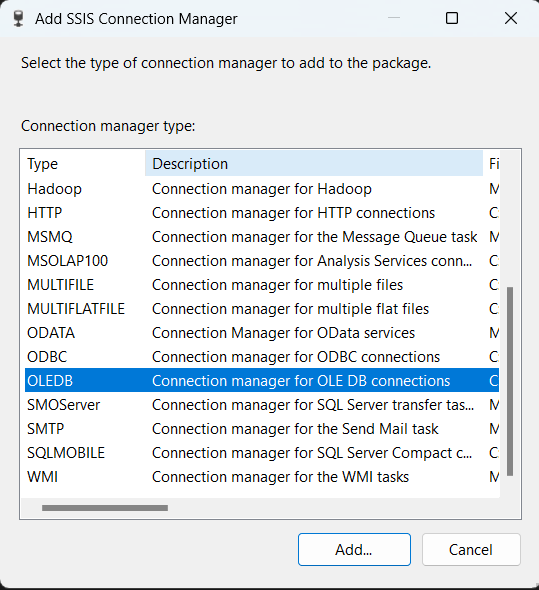 Add SSIS Connection Manager
Select the type of connection manager to add to the package.
Connection manager type:
Type Description Fi
Hadoop Connection manager for Hadoop M
HTTP Connection manager for HTTP connections C
MSMQ Connection manager for the Message Queue task M
MSOLAP100 Connection manager for Analysis Services conn... C
MULTIFILE Connection manager for multiple files C
MULTIFLATFILE Connection manager for multiple flat files C
ODATA Connection Manager for OData services M
ODBC Connection manager for ODBC connections C
OLEDB Connection manager for OLE DB connections C
SMOServer Connection manager for SQL Server transfer tas... M
SMTP Connection manager for the Send Mail task M
SQLMOBILE Connection manager for SQL Server Compact c... C
WMI Connection manager for the WMI tasks M
Add... Cancel